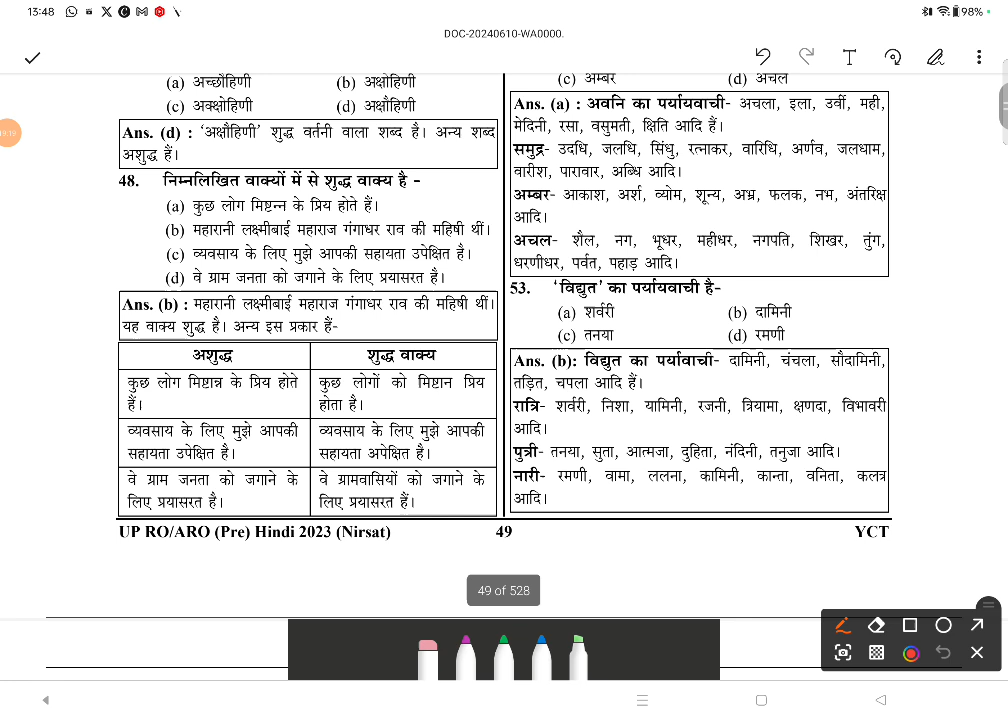 13:48
98%
DOC-20240610-WA0000.
(a) अच्छौहिणी (b) अक्षोहिणी
(c) अक्क्षोहिणी (d) अक्षौहिणी
Ans. (d) : ‘अक्षौहिणी’ शुद्ध वर्तनी वाला शब्द है। अन्य शब्द
अशुद्ध हैं।
48. निम्नलिखित वाक्यों में से शुद्ध वाक्य है -
(a) कुछ लोग मिष्टान्न के प्रिय होते हैं।
(b) महारानी लक्ष्मीबाई महाराज गंगाधर राव की महिषी थीं।
(c) व्यवसाय के लिए मुझे आपकी सहायता उपेक्षित है।
(d) वे ग्राम जनता को जगाने के लिए प्रयासरत है।
Ans. (b) : महारानी लक्ष्मीबाई महाराज गंगाधर राव की महिषी थीं।
यह वाक्य शुद्ध है। अन्य इस प्रकार हैं-
अशुद्ध शुद्ध वाक्य
कुछ लोग मिष्टान्न के प्रिय होते कुछ लोगों को मिष्टान प्रिय
हैं। होता है।
व्यवसाय के लिए मुझे आपकी व्यवसाय के लिए मुझे आपकी
सहायता उपेक्षित है। सहायता अपेक्षित है।
वे ग्राम जनता को जगाने के वे ग्रामवासियों को जगाने के
लिए प्रयासरत है। लिए प्रयासरत हैं।
(c) अम्बर (d) अचल
Ans. (a) : अवनि का पर्यायवाची- अचला, इला, उर्वी, मही,
मेदिनी, रसा, वसुमती, क्षिति आदि हैं।
समुद्र- उदधि, जलधि, सिंधु, रत्नाकर, वारिधि, अर्णव, जलधाम,
वारीश, पारावार, अब्धि आदि।
अम्बर- आकाश, अर्श, व्योम, शून्य, अभ्र, फलक, नभ, अंतरिक्ष
आदि।
अचल- शैल, नग, भूधर, महीधर, नगपति, शिखर, तुंग,
धरणीधर, पर्वत, पहाड़ आदि।
53. ‘विद्युत’ का पर्यायवाची है-
(a) शर्वरी (b) दामिनी
(c) तनया (d) रमणी
Ans. (b): विद्युत का पर्यावाची- दामिनी, चंचला, सौदामिनी,
तड़ित, चपला आदि हैं।
रात्रि- शर्वरी, निशा, यामिनी, रजनी, त्रियामा, क्षणदा, विभावरी
आदि।
पुत्री- तनया, सुता, आत्मजा, दुहिता, नंदिनी, तनुजा आदि।
नारी- रमणी, वामा, ललना, कामिनी, कान्ता, वनिता, कलत्र
आदि।
UP RO/ARO (Pre) Hindi 2023 (Nirsat) 49 YCT
49 of 528